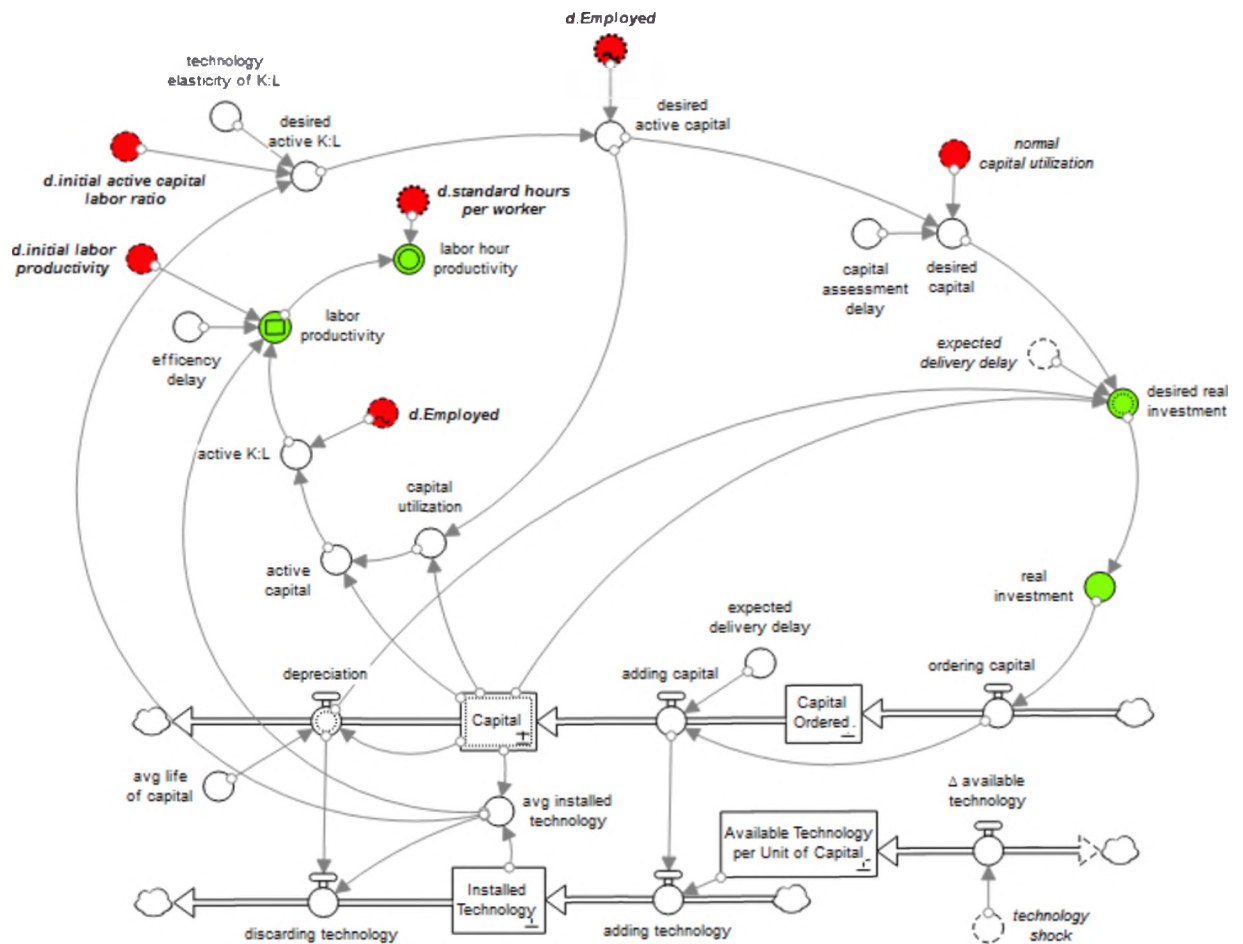 d.Employed
technology
elasticity of K:L
desired
active K:L
desired
active capital
normal
capital utilization
d.initial active capital
labor ratio
d.standard hours
per worker
d.initial labor
productivity
labor hour
productivity
capital
assessment
delay
desired
capital
labor
productivity
efficency
delay
expected
delivery delay
desired real
investment
d.Employed
active K:L
capital
utilization
active
capital
real
investment
expected
delivery delay
depreciation
adding capital
ordering capital
Capital
Capital
Ordered.
avg life
of capital
avg installed
technology
Δ available
technology
Available Technology
per Unit of Capital
Installed
Technology
discarding technology
adding technology
technology
shock